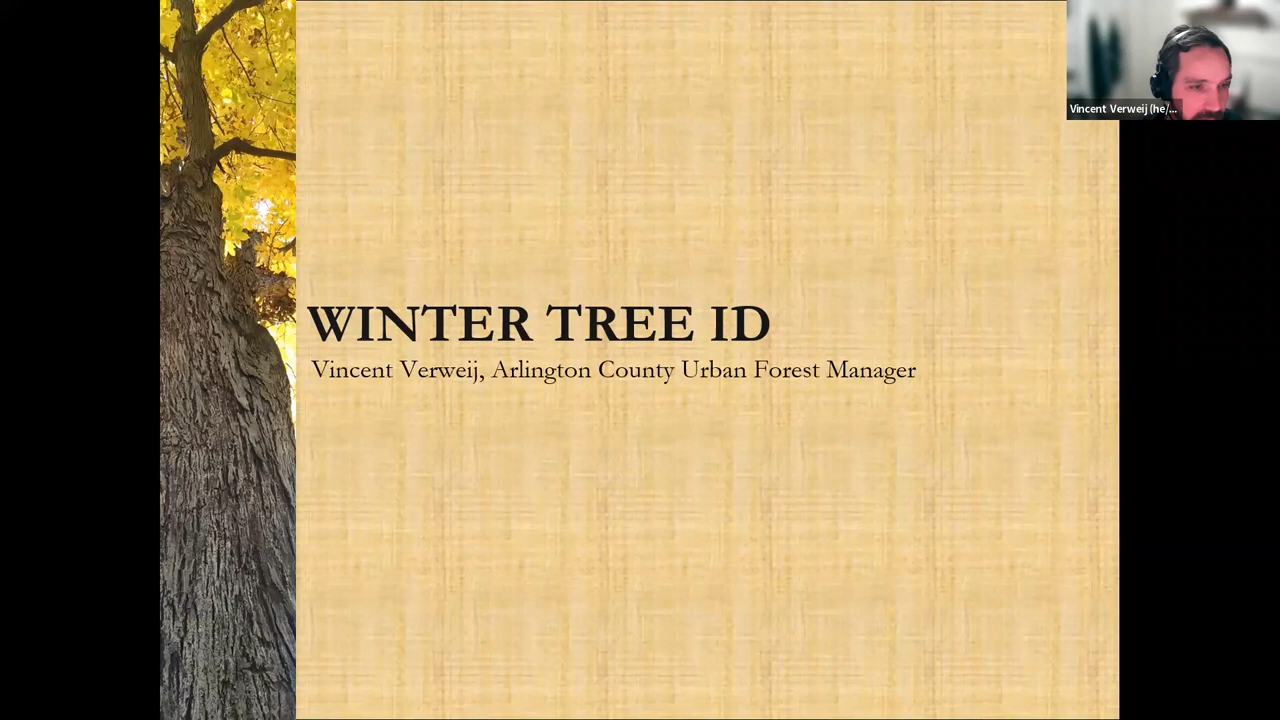 WINTER TREE ID
Vincent Verweij, Arlington County Urban Forest Manager
Vincent Verweij (he/...